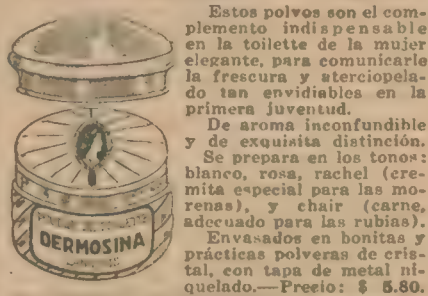 Estos polvos son el com-
plemento indispensable
en la toilette de la mujer
elegante, para comunicarle
la frescura y aterciopela-
do tan envidiables en la
primera juventud.
De aroma inconfundible
y de exquisita distinción.
Se prepara en los tonos:
blanco, rosa, rachel (cre-
mita especial para las mo-
renas), y chair (carne,
adecuado para las rubias).
Envasados en bonitas y
prácticas polveras de cris-
tal, con tapa de metal ni-
quelado.—Precio: $ 5.80.
DERMOSINA